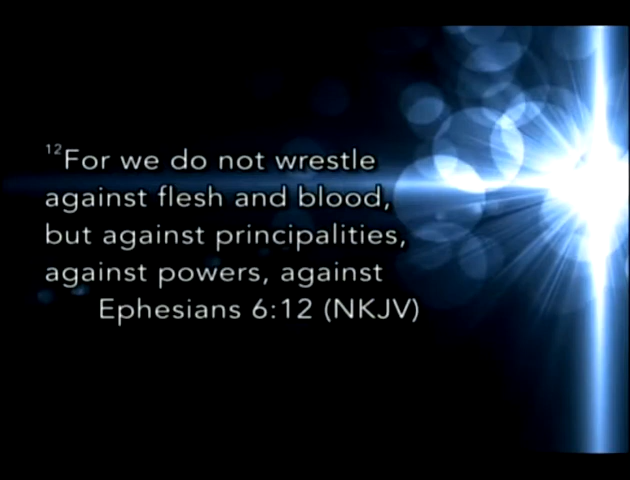 12For we do not wrestle
against flesh and blood,
but against principalities,
against powers, against
Ephesians 6:12 (NKJV)